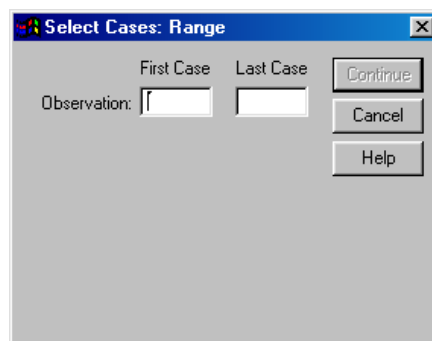 Select Cases: Range
First Case Last Case Continue
Observation: Cancel
Help